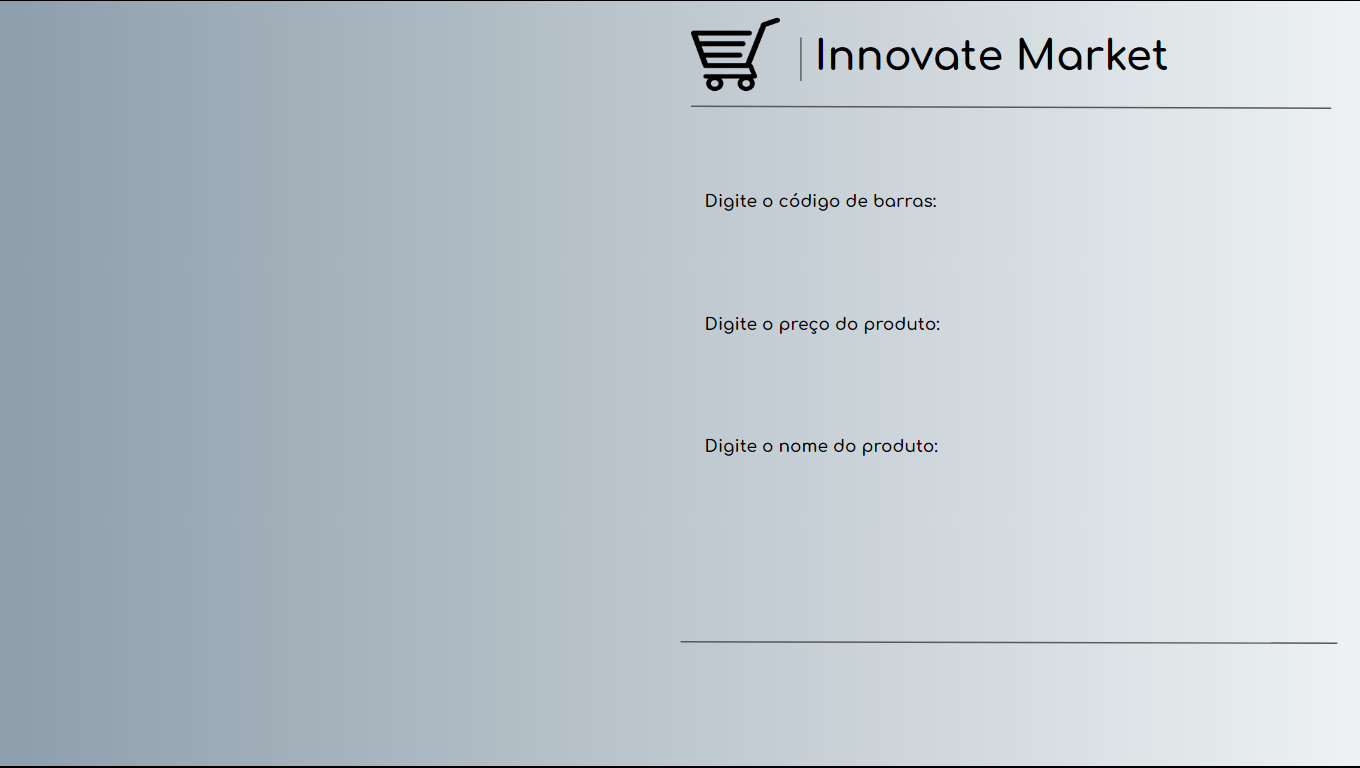 Innovate Market
Digite o código de barras:
Digite o preço do produto:
Digite o nome do produto: